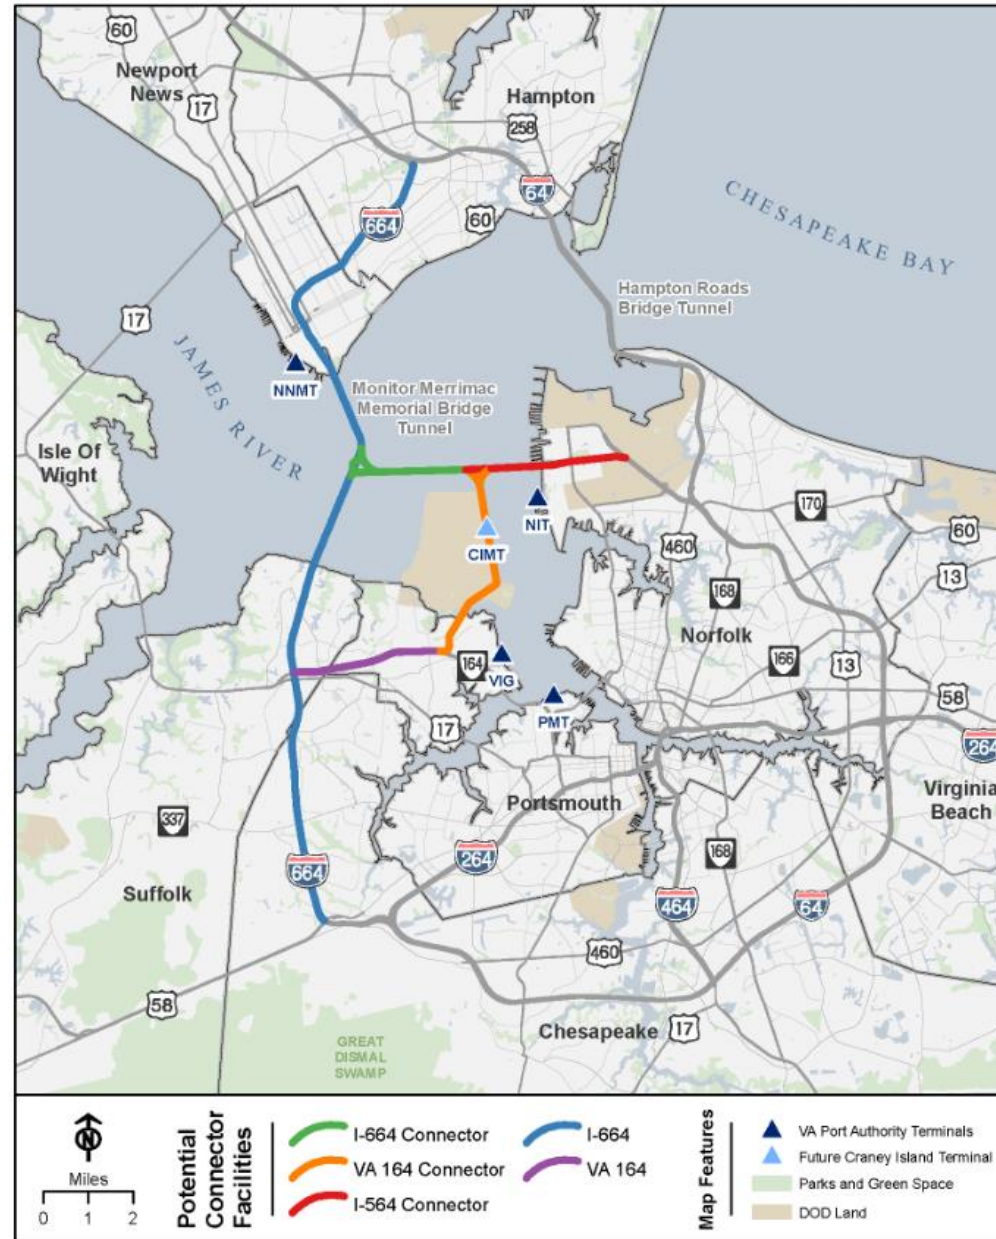 60
Newport
News
17
Hampton
258
64
60
664
CHESAPEAKE BAY
Hampton Roads
Bridge Tunnel
17
JAMES RIVER
NNMT
Monitor Merrimac
Memorial Bridge
Tunnel
Isle Of
Wight
NIT
170
CIMT
460
60
13
168
Norfolk
166
13
164
VIG
58
PMT
17
264
Virginia
Beach
Portsmouth
337
168
264
664
Suffolk
464
64
460
58
Chesapeake
17
GREAT
DISMAL
SWAMP
N
Miles
0 1 2
Potential
Connector
Facilities
I-664 Connector
VA 164 Connector
I-564 Connector
I-664
VA 164
Map Features
VA Port Authority Terminals
Future Craney Island Terminal
Parks and Green Space
DOD Land